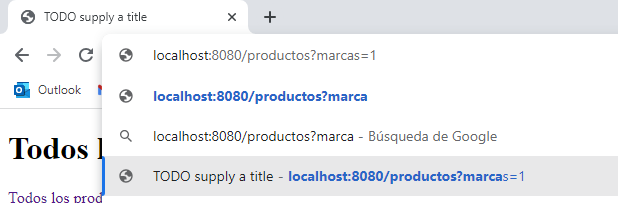 TODO supply a title
localhost:8080/productos?marcas=1
Outlook
localhost:8080/productos?marca
localhost:8080/productos?marca - Búsqueda de Google
Todos
TODO supply a title - localhost:8080/productos?marcas=1
Todos los prod